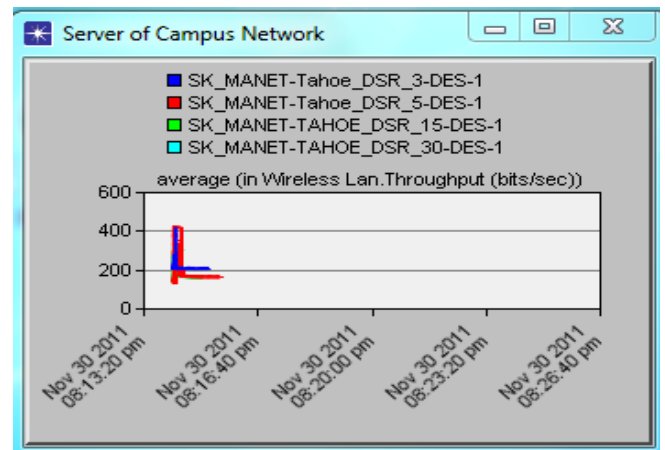 Server of Campus Network
SK_MANET-Tahoe_DSR_3-DES-1
SK_MANET-Tahoe_DSR_5-DES-1
SK_MANET-TAHOE_DSR_15-DES-1
SK_MANET-TAHOE_DSR_30-DES-1
average (in Wireless Lan.Throughput (bits/sec))
600
400
200
0
Nov 30 2011
08:13:20 pm
Nov 30 2011
08:16:40 pm
Nov 30 2011
08:20:00 pm
Nov 30 2011
08:23:20 pm
Nov 30 2011
08:26:40 pm